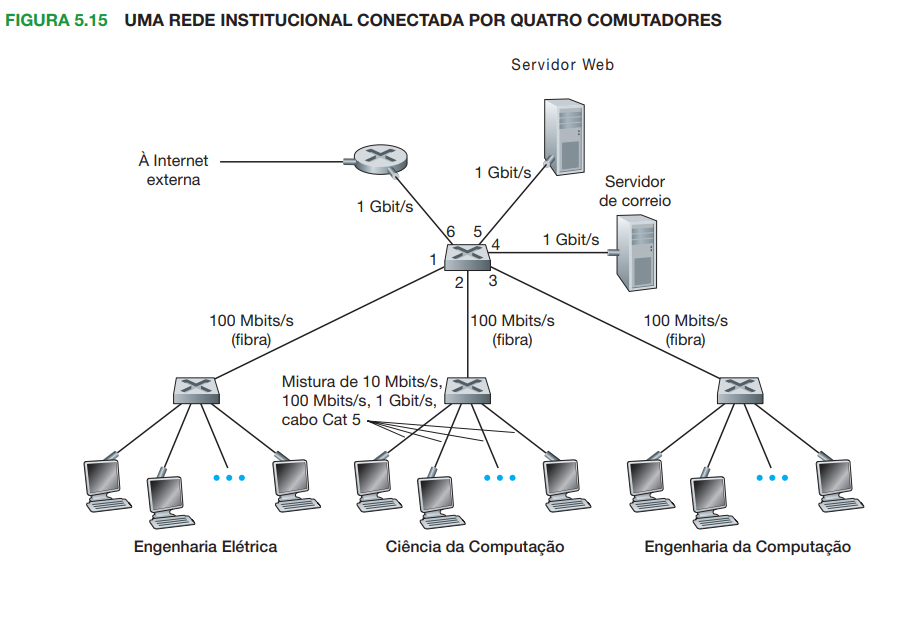 FIGURA 5.15 UMA REDE INSTITUCIONAL CONECTADA POR QUATRO COMUTADORES
Servidor Web
À Internet
externa
1 Gbit/s
1 Gbit/s
Servidor
de correio
1 Gbit/s
6
5
4
1
2
3
100 Mbits/s
(fibra)
100 Mbits/s
(fibra)
100 Mbits/s
(fibra)
Mistura de 10 Mbits/s,
100 Mbits/s, 1 Gbit/s,
cabo Cat 5
Engenharia Elétrica
Ciência da Computação
Engenharia da Computação